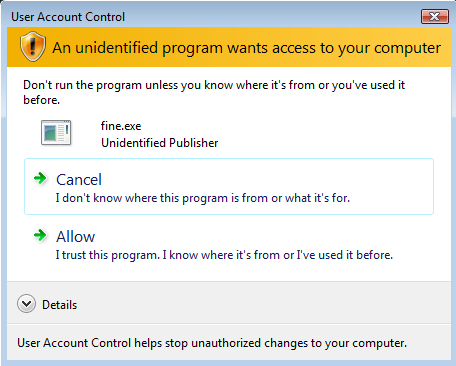 User Account Control
An unidentified program wants access to your computer
Don't run the program unless you know where it's from or you've used it
before.
fine.exe
Unidentified Publisher
Cancel
I don't know where this program is from or what it's for.
Allow
I trust this program. I know where it's from or I've used it before.
Details
User Account Control helps stop unauthorized changes to your computer.